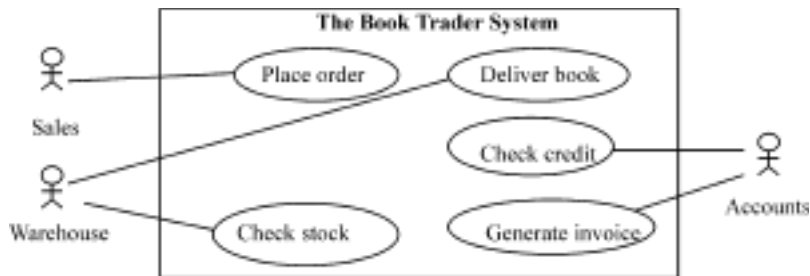 The Book Trader System
Place order
Deliver book
Sales
Check credit
Warehouse
Check stock
Generate invoice
Accounts